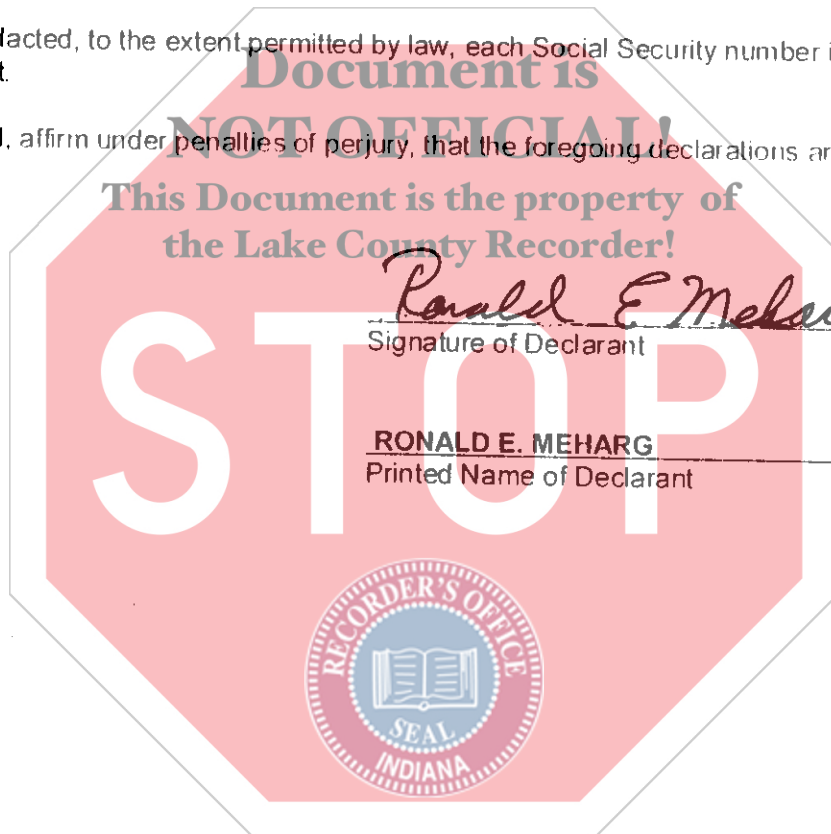 dacted, to the extent permitted by law, each Social Security number i
t.
Document is
I, affirm under penalties of perjury, that the foregoing declarations ar
NOT OFFICIAL!
This Document is the property of
the Lake County Recorder!
Ronald E Mehar
Signature of Declarant
STOP
RONALD E. MEHARG
Printed Name of Declarant
RECORDER'S OFFICE
SEAL
INDIANA